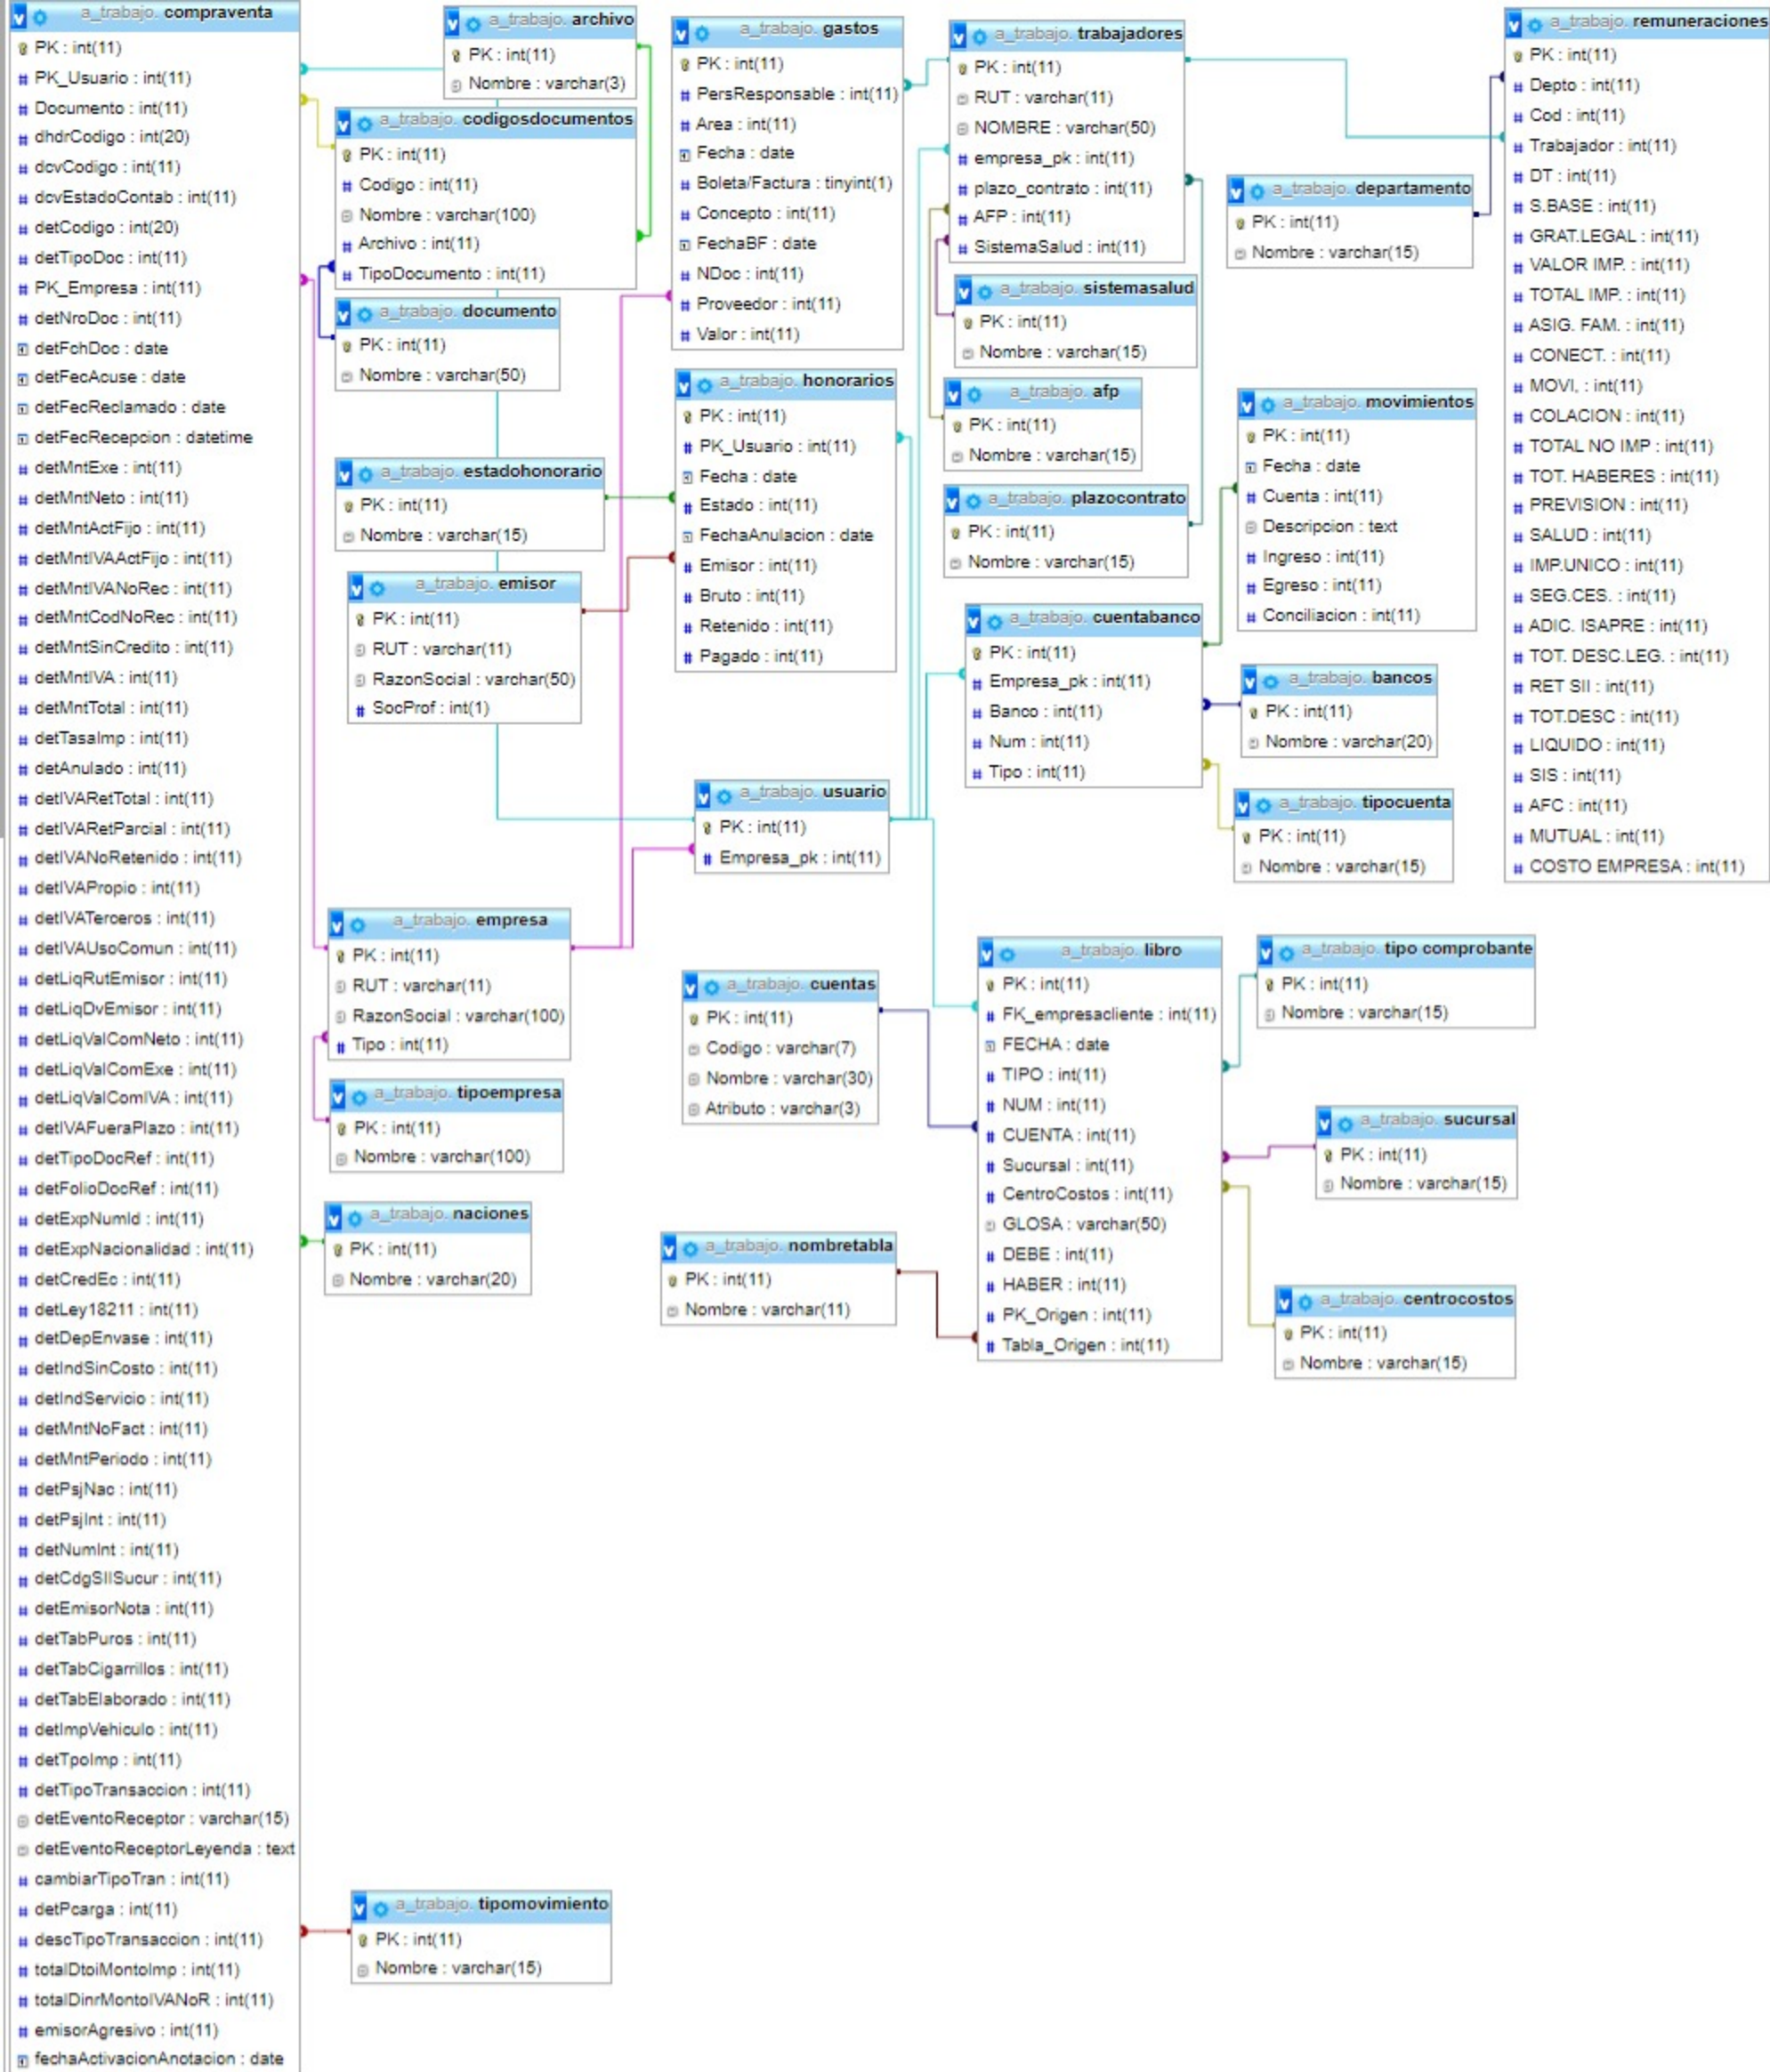 a_trabajo. compraventa
PK : int(11)
PK_Usuario : int(11)
Documento : int(11)
dhdrCodigo : int(20)
dcvCodigo : int(11)
dcvEstadoContab : int(11)
detCodigo : int(20)
detTipoDoc : int(11)
PK_Empresa : int(11)
detNroDoc : int(11)
detFchDoc : date
detFecAcuse : date
detFecReclamado : date
detFecRecepcion : datetime
detMntExe : int(11)
detMntNeto : int(11)
detMntActFijo : int(11)
detMntIVAActFijo : int(11)
detMntIVANoRec : int(11)
detMntCodNoRec : int(11)
detMntSinCredito : int(11)
detMntIVA : int(11)
detMntTotal : int(11)
detTasaImp : int(11)
detAnulado : int(11)
detIVARetTotal : int(11)
detIVARetParcial : int(11)
detIVANoRetenido : int(11)
detIVAPropio : int(11)
detIVATerceros : int(11)
detIVAUsoComun : int(11)
detLiqRutEmisor : int(11)
detLiqDvEmisor : int(11)
detLiqValComNeto : int(11)
detLiqValComExe : int(11)
detLiqValComIVA : int(11)
detIVAFueraPlazo : int(11)
detTipoDocRef : int(11)
detFolioDocRef : int(11)
detExpNumId : int(11)
detExpNacionalidad : int(11)
detCredEc : int(11)
detLey18211 : int(11)
detDepEnvase : int(11)
detIndSinCosto : int(11)
detIndServicio : int(11)
detMntNoFact : int(11)
detMntPeriodo : int(11)
detPsjNac : int(11)
detPsjInt : int(11)
detNumInt : int(11)
detCdgSIISucur : int(11)
detEmisorNota : int(11)
detTabPuros : int(11)
detTabCigarrillos : int(11)
detTabElaborado : int(11)
detImpVehiculo : int(11)
detTpoImp : int(11)
detTipoTransaccion : int(11)
detEventoReceptor : varchar(15)
detEventoReceptorLeyenda : text
cambiarTipoTran : int(11)
detPcarga : int(11)
descTipoTransaccion : int(11)
totalDtoiMontoImp : int(11)
totalDinrMontoIVANoR : int(11)
emisorAgresivo : int(11)
fechaActivacionAnotacion : date
a_trabajo. archivo
PK : int(11)
Nombre : varchar(3)
a_trabajo. codigosdocumentos
PK : int(11)
Codigo : int(11)
Nombre : varchar(100)
Archivo : int(11)
TipoDocumento : int(11)
a_trabajo. documento
PK : int(11)
Nombre : varchar(50)
a_trabajo. estadohonorario
PK : int(11)
Nombre : varchar(15)
a_trabajo. emisor
PK : int(11)
RUT : varchar(11)
RazonSocial : varchar(50)
SocProf : int(1)
a_trabajo. empresa
PK : int(11)
RUT : varchar(11)
RazonSocial : varchar(100)
Tipo : int(11)
a_trabajo. tipoempresa
PK : int(11)
Nombre : varchar(100)
a_trabajo. naciones
PK : int(11)
Nombre : varchar(20)
a_trabajo. tipomovimiento
PK : int(11)
Nombre : varchar(15)
a_trabajo. gastos
PK : int(11)
PersResponsable : int(11)
Area : int(11)
Fecha : date
Boleta/Factura : tinyint(1)
Concepto : int(11)
FechaBF : date
NDoc : int(11)
Proveedor : int(11)
Valor : int(11)
a_trabajo. honorarios
PK : int(11)
PK_Usuario : int(11)
Fecha : date
Estado : int(11)
FechaAnulacion : date
Emisor : int(11)
Bruto : int(11)
Retenido : int(11)
Pagado : int(11)
a_trabajo. usuario
PK : int(11)
Empresa_pk : int(11)
a_trabajo. cuentas
PK : int(11)
Codigo : varchar(7)
Nombre : varchar(30)
Atributo : varchar(3)
a_trabajo. nombretabla
PK : int(11)
Nombre : varchar(11)
a_trabajo. trabajadores
PK : int(11)
RUT : varchar(11)
NOMBRE : varchar(50)
empresa_pk : int(11)
plazo_contrato : int(11)
AFP : int(11)
SistemaSalud : int(11)
a_trabajo. sistemasalud
PK : int(11)
Nombre : varchar(15)
a_trabajo. afp
PK : int(11)
Nombre : varchar(15)
a_trabajo. plazocontrato
PK : int(11)
Nombre : varchar(15)
a_trabajo. cuentabanco
PK : int(11)
Empresa_pk : int(11)
Banco : int(11)
Num : int(11)
Tipo : int(11)
a_trabajo. libro
PK : int(11)
FK_empresacliente : int(11)
FECHA : date
TIPO : int(11)
NUM : int(11)
CUENTA : int(11)
Sucursal : int(11)
CentroCostos : int(11)
GLOSA : varchar(50)
DEBE : int(11)
HABER : int(11)
PK_Origen : int(11)
Tabla_Origen : int(11)
a_trabajo. departamento
PK : int(11)
Nombre : varchar(15)
a_trabajo. movimientos
PK : int(11)
Fecha : date
Cuenta : int(11)
Descripcion : text
Ingreso : int(11)
Egreso : int(11)
Conciliacion : int(11)
a_trabajo. bancos
PK : int(11)
Nombre : varchar(20)
a_trabajo. tipocuenta
PK : int(11)
Nombre : varchar(15)
a_trabajo. tipo comprobante
PK : int(11)
Nombre : varchar(15)
a_trabajo. sucursal
PK : int(11)
Nombre : varchar(15)
a_trabajo. centrocostos
PK : int(11)
Nombre : varchar(15)
a_trabajo. remuneraciones
PK : int(11)
Depto : int(11)
Cod : int(11)
Trabajador : int(11)
DT : int(11)
S.BASE : int(11)
GRAT.LEGAL : int(11)
VALOR IMP. : int(11)
TOTAL IMP. : int(11)
ASIG. FAM. : int(11)
CONECT. : int(11)
MOVI, : int(11)
COLACION : int(11)
TOTAL NO IMP : int(11)
TOT. HABERES : int(11)
PREVISION : int(11)
SALUD : int(11)
IMP.UNICO : int(11)
SEG.CES. : int(11)
ADIC. ISAPRE : int(11)
TOT. DESC.LEG. : int(11)
RET SII : int(11)
TOT.DESC : int(11)
LIQUIDO : int(11)
SIS : int(11)
AFC : int(11)
MUTUAL : int(11)
COSTO EMPRESA : int(11)